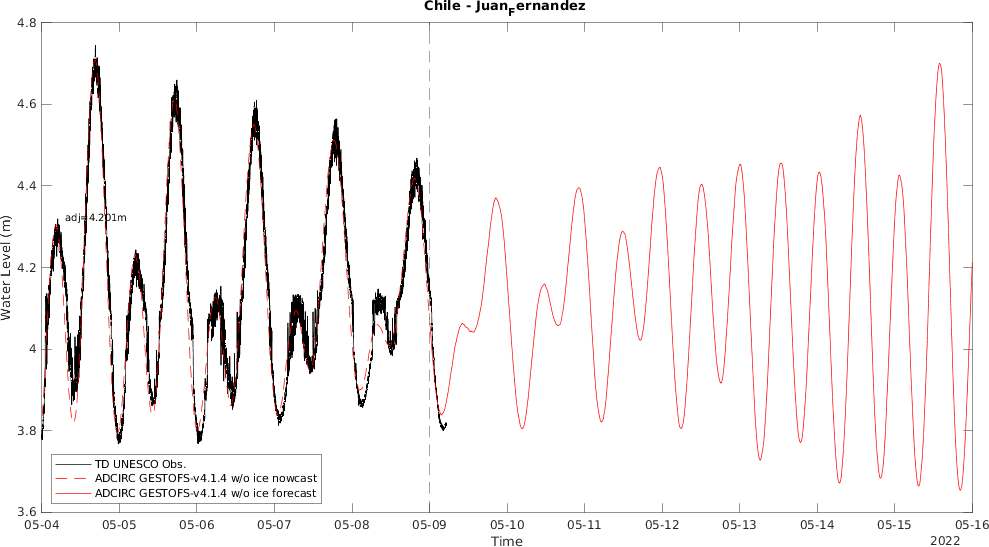 Chile - Juan_Fernandez
4.8
4.6
4.4
4.2
4
3.8
3.6
Water Level (m)
adj=4.201m
TD UNESCO Obs.
ADCIRC GESTOFS-v4.1.4 w/o ice nowcast
ADCIRC GESTOFS-v4.1.4 w/o ice forecast
05-04 05-05 05-06 05-07 05-08 05-09 05-10 05-11 05-12 05-13 05-14 05-15 05-16
Time
2022